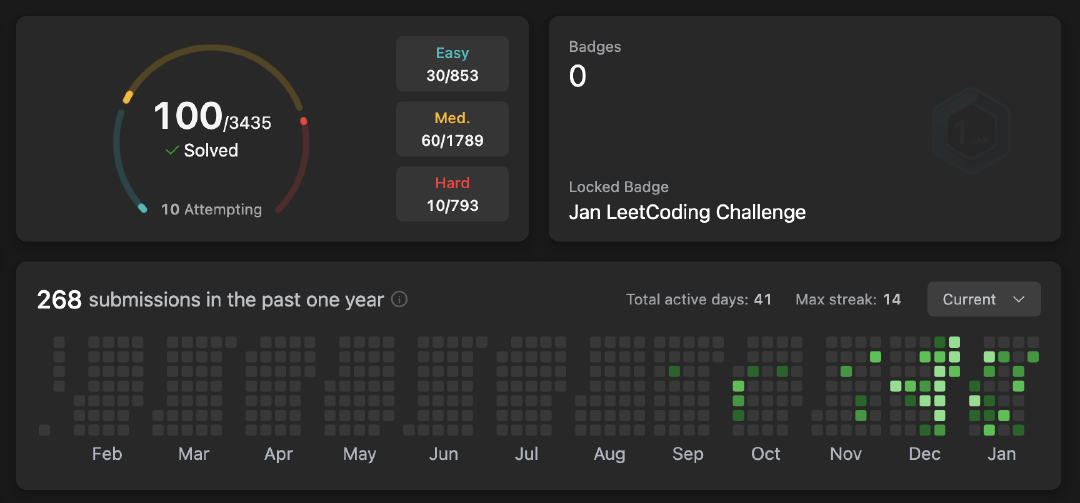 100/3435
Solved
10 Attempting
Easy
30/853
Med.
60/1789
Hard
10/793
Badges
0
1
Locked Badge
Jan LeetCoding Challenge
268 submissions in the past one year
Total active days: 41
Max streak: 14
Current
Feb Mar Apr May Jun Jul Aug Sep Oct Nov Dec Jan